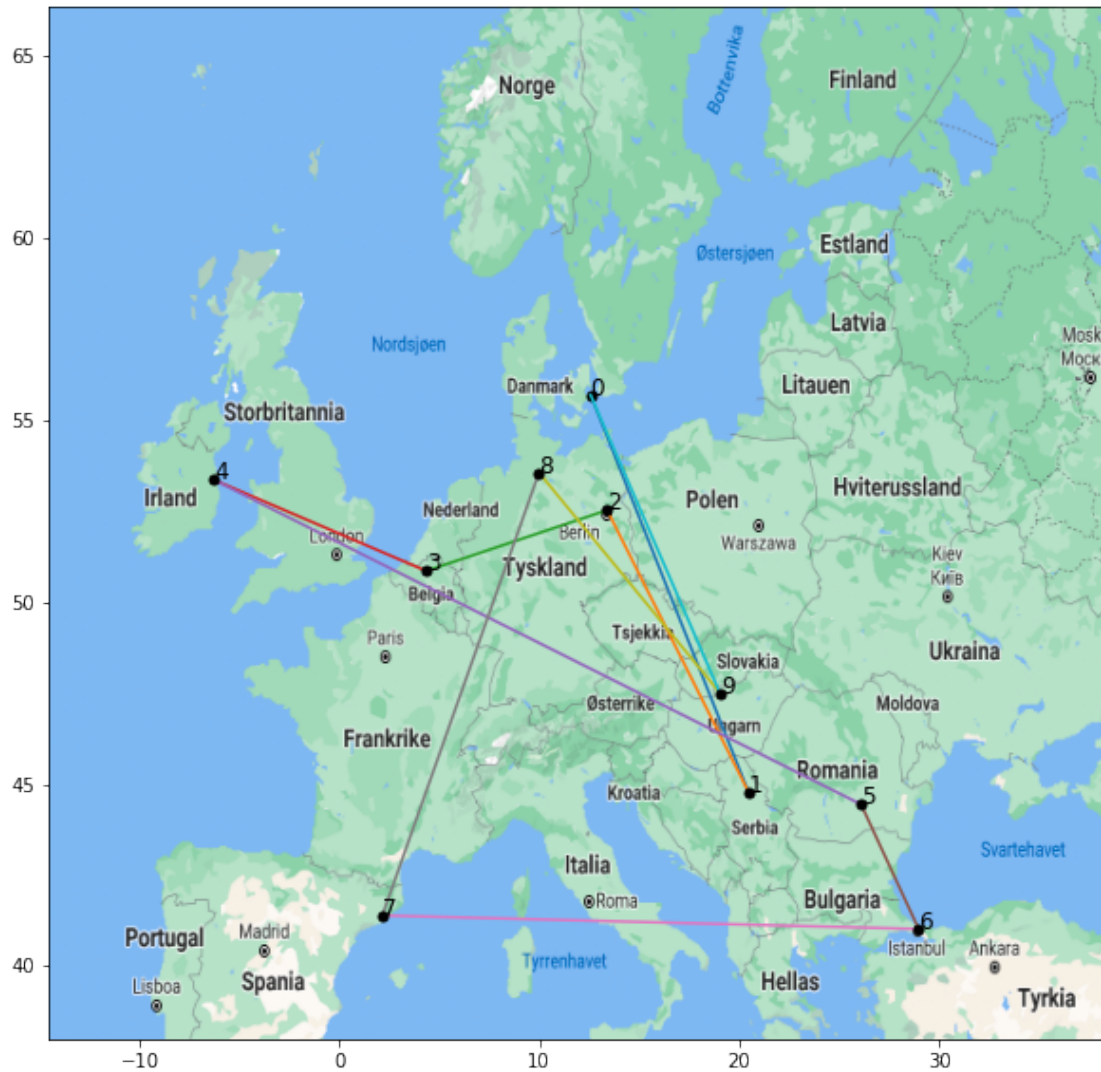 65
60
55
50
45
40
−10
0
10
20
30
Norge
Finland
Bottenvika
Østersjøen
Estland
Nordsjøen
Latvia
Mosk
Моск
Danmark
0
Litauen
Storbritannia
4
8
Irland
Nederland
2
Polen
Hviterussland
London
Berlin
Warszawa
3
Tyskland
Kiev
Київ
Belgia
Paris
Tsjekkia
Slovakia
Ukraina
9
Østerrike
Moldova
Frankrike
Ungarn
1
Romania
Kroatia
5
Serbia
Svartehavet
Italia
7
Roma
Bulgaria
6
Portugal
Madrid
Istanbul
Ankara
Tyrrenhavet
Lisboa
Spania
Hellas
Tyrkia